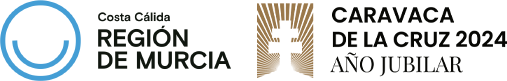 Costa Cálida
REGIÓN
DE MURCIA
CARAVACA
DE LA CRUZ 2024
AÑO JUBILAR